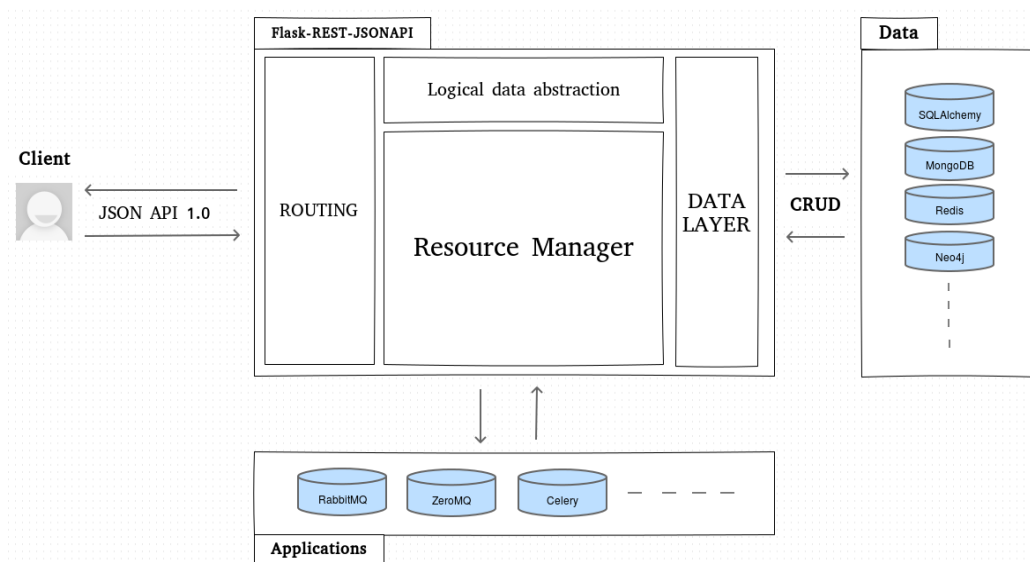 Flask-REST-JSONAPI
Data
Logical data abstraction
SQLAlchemy
Client
MongoDB
JSON API 1.0
ROUTING
DATA
LAYER
CRUD
Redis
Resource Manager
Neo4j
RabbitMQ
ZeroMQ
Celery
Applications